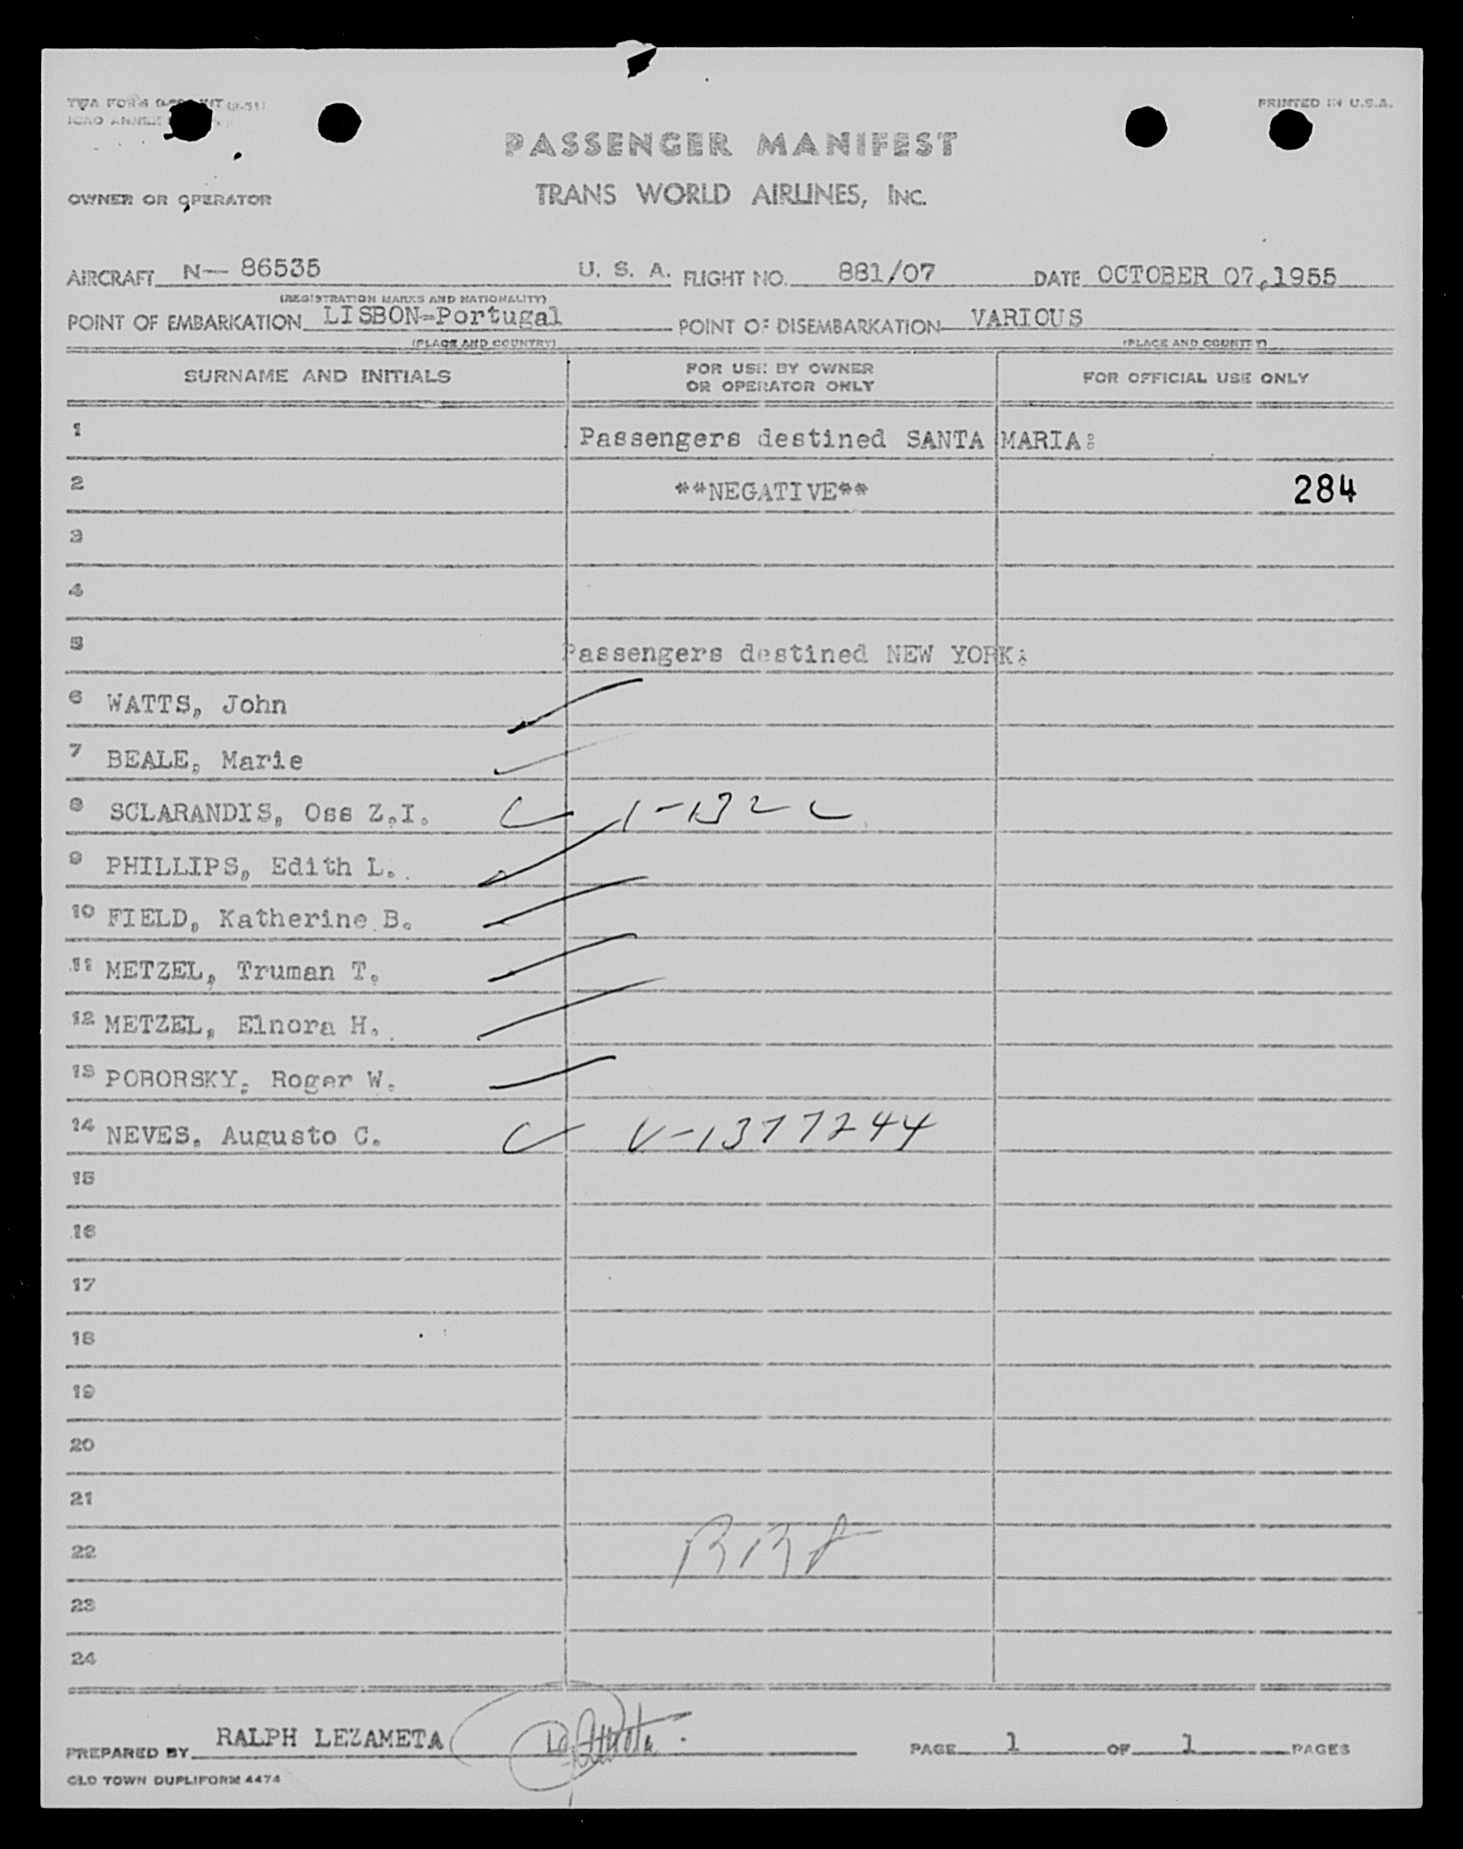 PRINTED IN U.S.A.
PASSENGER MANIFEST
OWNER OR OPERATOR
TRANS WORLD AIRLINES, INC.
AIRCRAFT N- 86535 U. S. A. FLIGHT NO. 881/07 DATE OCTOBER 07,1955
(REGISTRATION MARKS AND NATIONALITY)
POINT OF EMBARKATION LISBON-Portugal POINT OF DISEMBARKATION VARIOUS
(PLACE AND COUNTRY) (PLACE AND COUNTRY)
SURNAME AND INITIALS FOR USE BY OWNER OR OPERATOR ONLY FOR OFFICIAL USE ONLY
1 Passengers destined SANTA MARIA:
2 **NEGATIVE** 284
3
4
5 Passengers destined NEW YORK:
6 WATTS, John
7 BEALE, Marie
8 SCLARANDIS, Oss Z.I.
9 PHILLIPS, Edith L.
10 FIELD, Katherine B.
11 METZEL, Truman T.
12 METZEL, Elnora H.
13 POBORSKY, Roger W.
14 NEVES, Augusto C. V-1377244
15
16
17
18
19
20
21
22
23
24
PREPARED BY RALPH LEZAMETA PAGE 1 OF 1 PAGES
OLD TOWN DUPLIFORM 4474